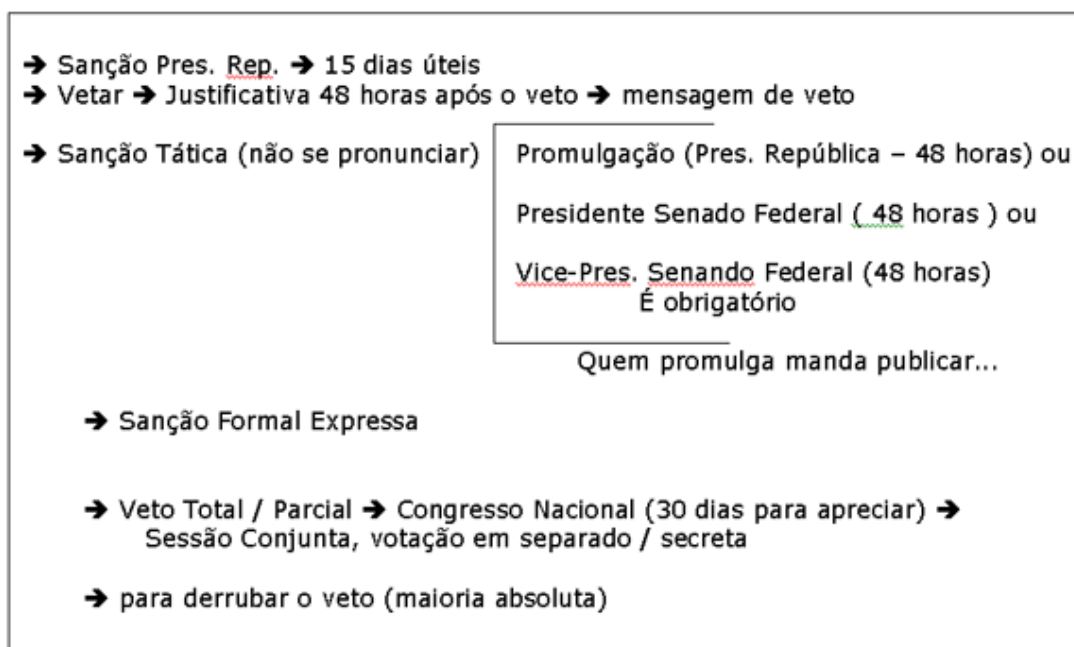 ➔ Sanção Pres. Rep. ➔ 15 dias úteis
➔ Vetar ➔ Justificativa 48 horas após o veto ➔ mensagem de veto
➔ Sanção Tática (não se pronunciar)
Promulgação (Pres. República – 48 horas) ou
Presidente Senado Federal ( 48 horas ) ou
Vice-Pres. Senando Federal (48 horas)
É obrigatório
Quem promulga manda publicar...
➔ Sanção Formal Expressa
➔ Veto Total / Parcial ➔ Congresso Nacional (30 dias para apreciar) ➔
Sessão Conjunta, votação em separado / secreta
➔ para derrubar o veto (maioria absoluta)